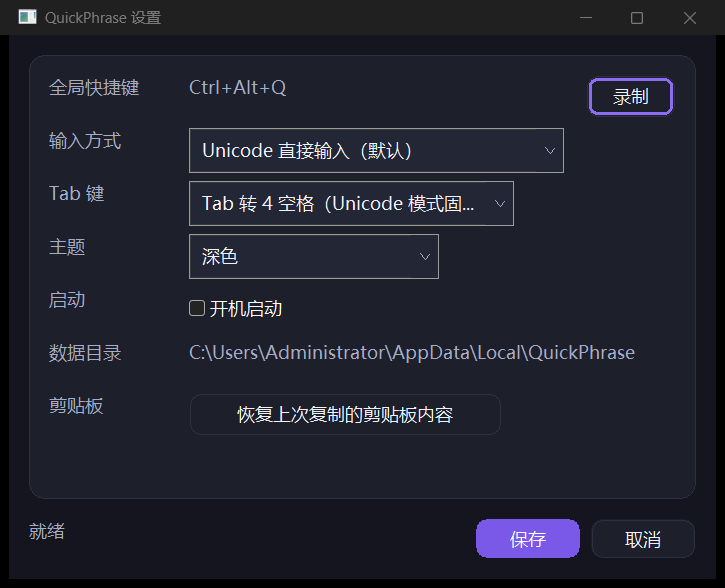 QuickPhrase 设置
全局快捷键 Ctrl+Alt+Q 录制
输入方式 Unicode 直接输入（默认）
Tab 键 Tab 转 4 空格（Unicode 模式固...
主题 深色
启动 开机启动
数据目录 C:\Users\Administrator\AppData\Local\QuickPhrase
剪贴板 恢复上次复制的剪贴板内容
就绪 保存 取消